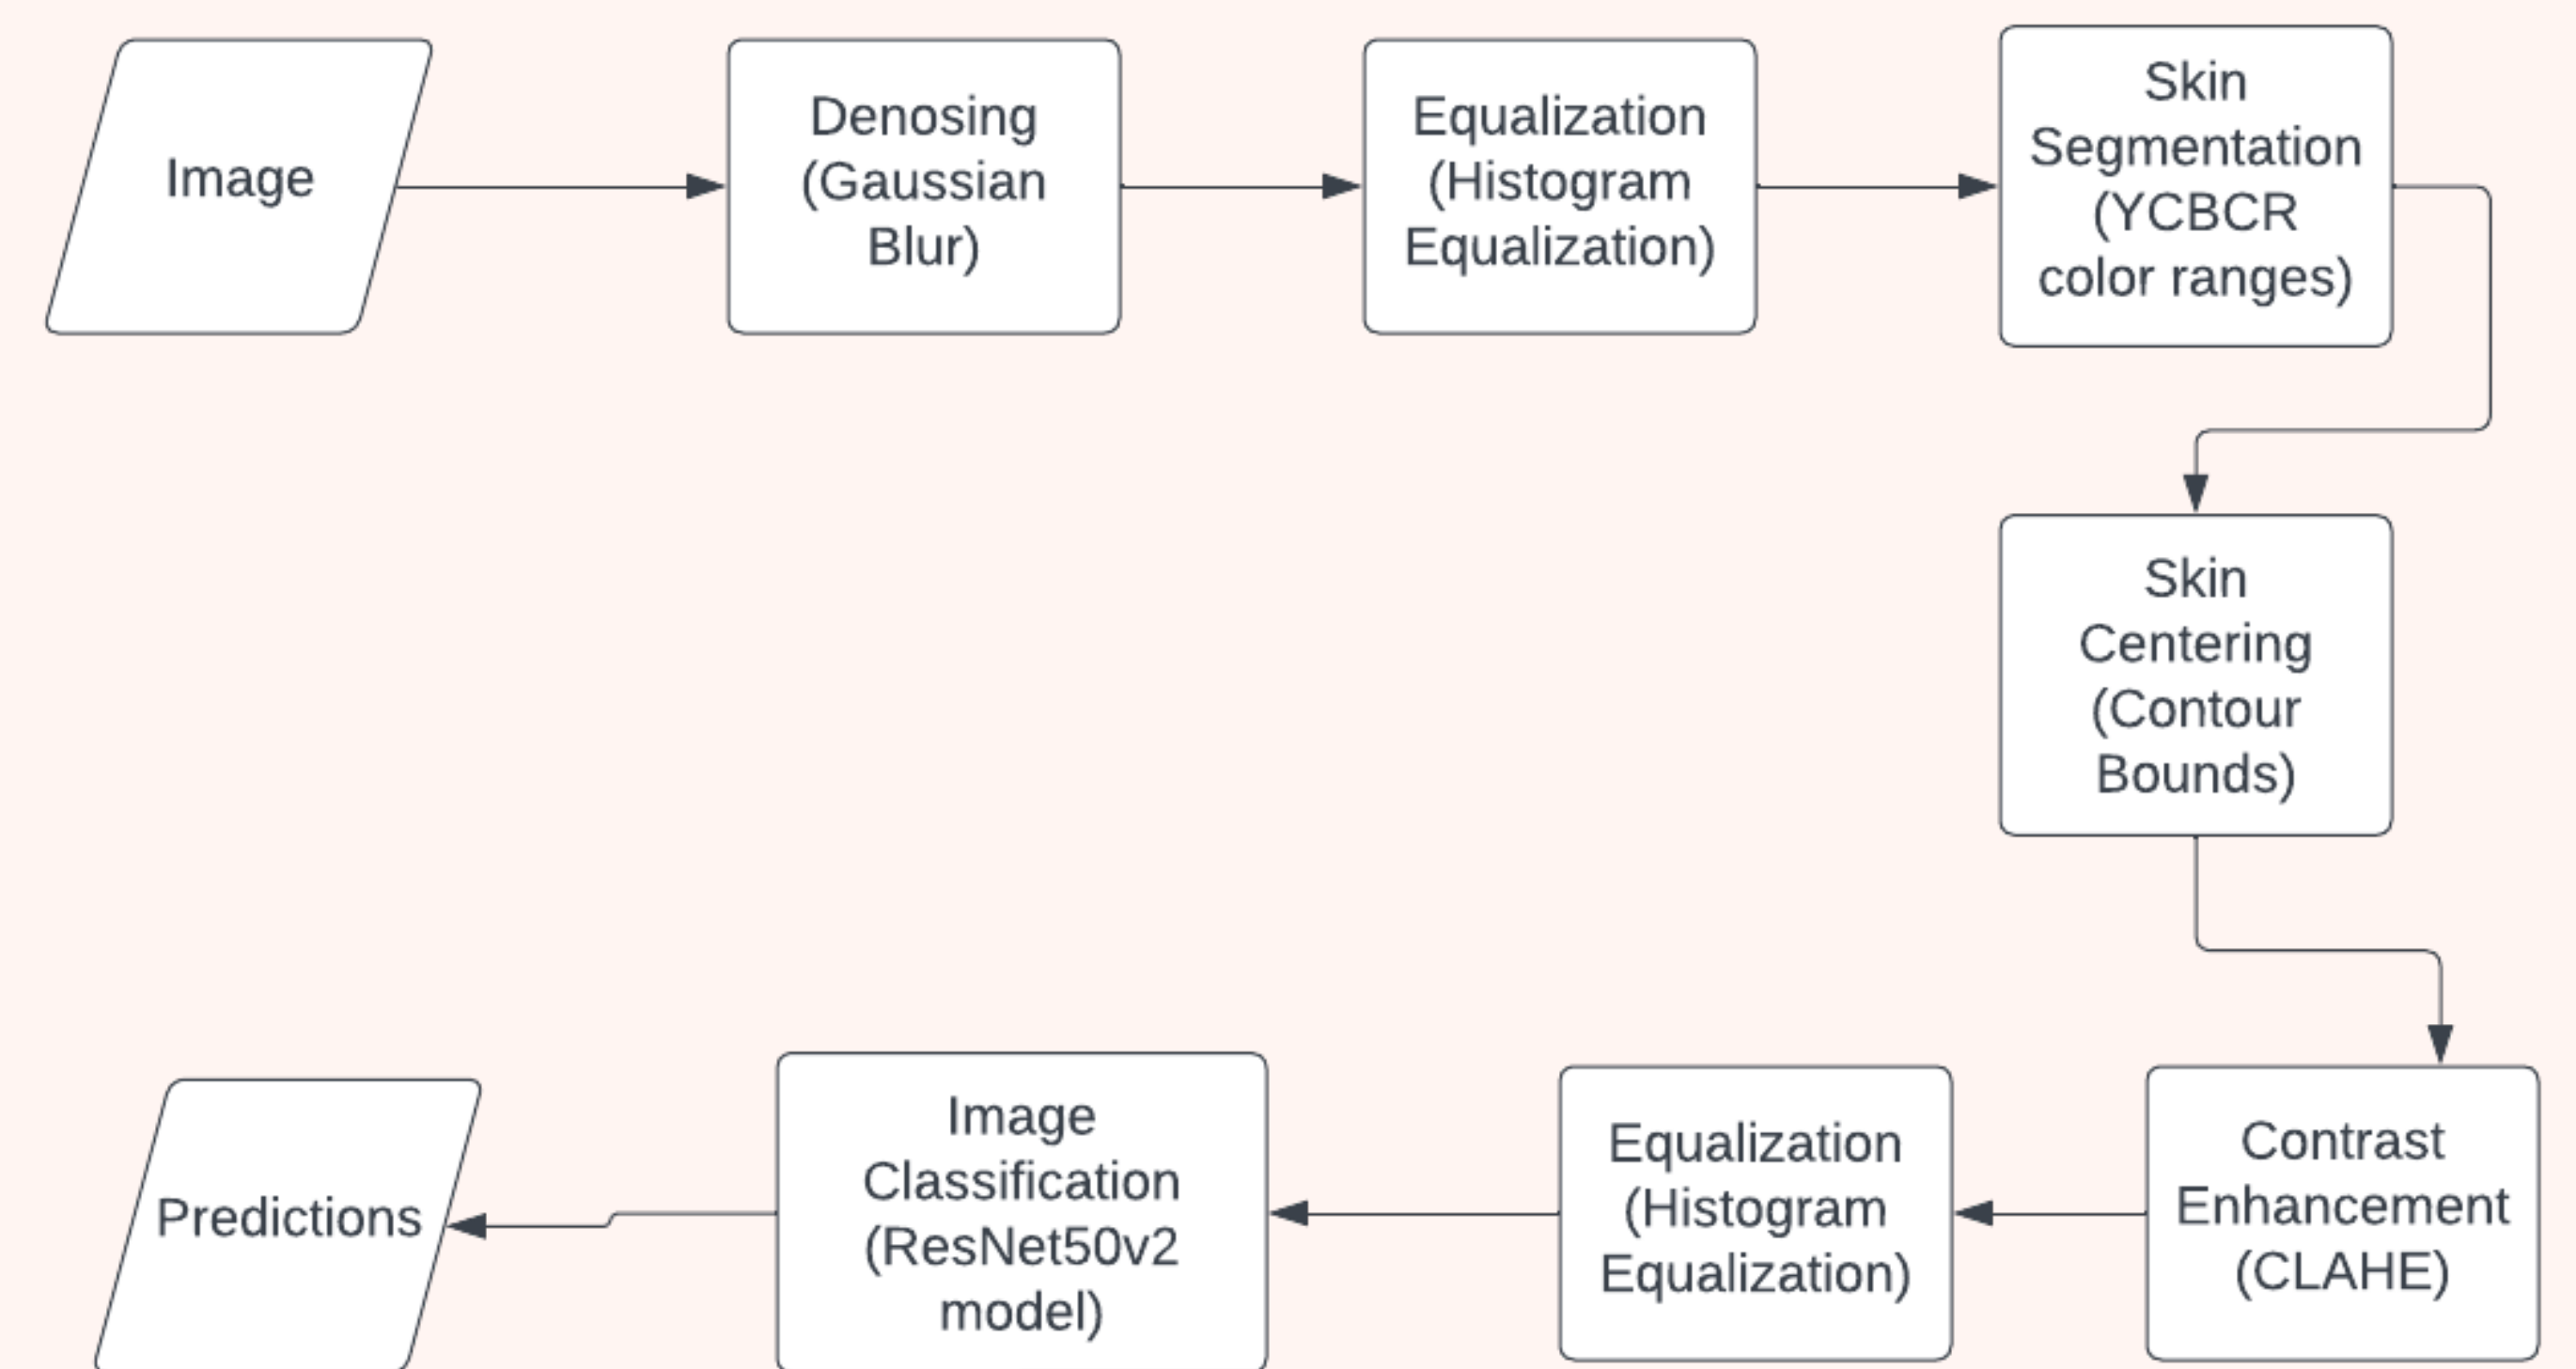 Image
Denosing
(Gaussian
Blur)
Equalization
(Histogram
Equalization)
Skin
Segmentation
(YCBCR
color ranges)
Skin
Centering
(Contour
Bounds)
Contrast
Enhancement
(CLAHE)
Equalization
(Histogram
Equalization)
Image
Classification
(ResNet50v2
model)
Predictions